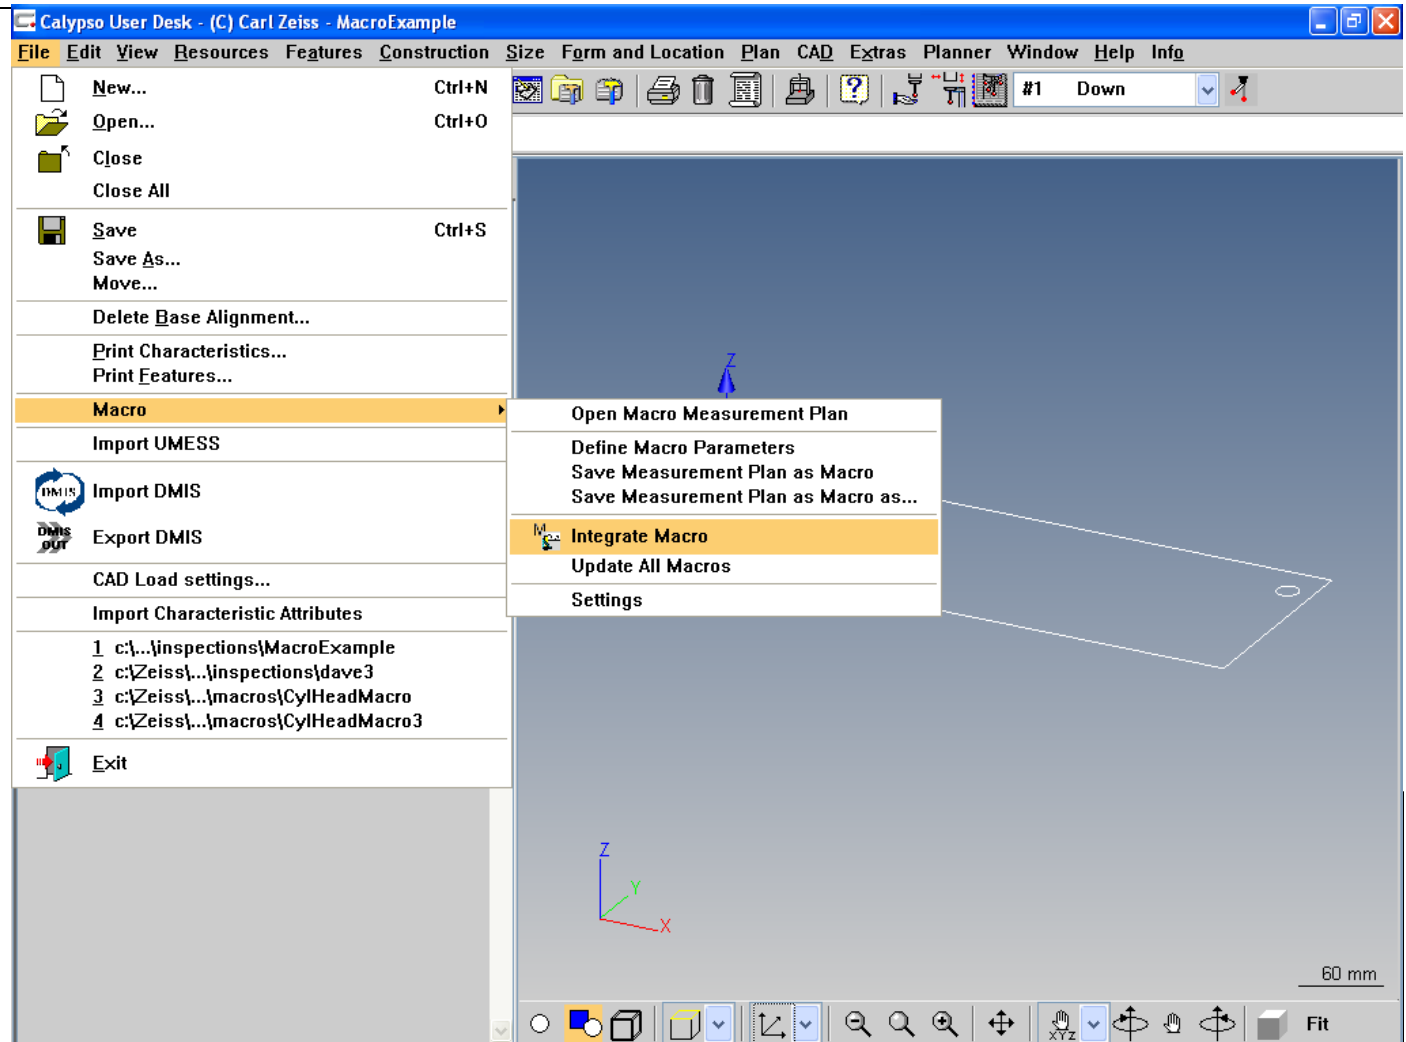 Calypso User Desk - (C) Carl Zeiss - MacroExample
File Edit View Resources Features Construction Size Form and Location Plan CAD Extras Planner Window Help Info
New... Ctrl+N
#1 Down
Open... Ctrl+O
Close
Close All
Save Ctrl+S
Save As...
Move...
Delete Base Alignment...
Print Characteristics...
Print Features...
Macro
Import UMESS
DMIS
Import DMIS
DMIS
OUT
Export DMIS
CAD Load settings...
Import Characteristic Attributes
1 c:\...\inspections\MacroExample
2 c:\Zeiss\...\inspections\dave3
3 c:\Zeiss\...\macros\CylHeadMacro
4 c:\Zeiss\...\macros\CylHeadMacro3
Exit
Z
Open Macro Measurement Plan
Define Macro Parameters
Save Measurement Plan as Macro
Save Measurement Plan as Macro as...
M
Integrate Macro
Update All Macros
Settings
Z
Y
X
60 mm
XYZ
Fit